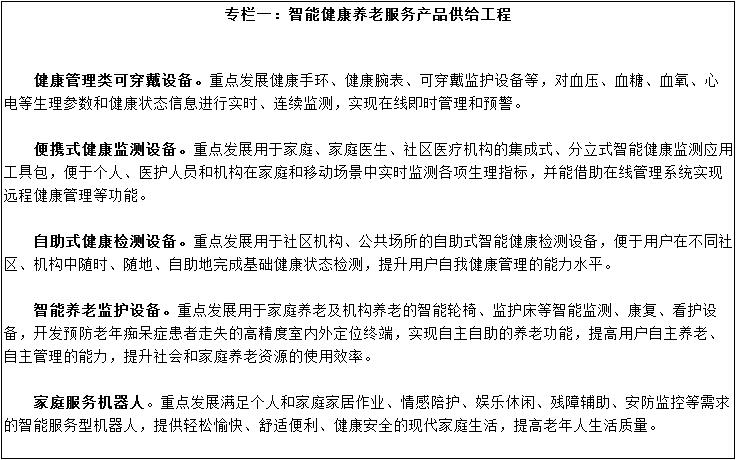 专栏一：智能健康养老服务产品供给工程
健康管理类可穿戴设备。重点发展健康手环、健康腕表、可穿戴监护设备等，对血压、血糖、血氧、心
电等生理参数和健康状态信息进行实时、连续监测，实现在线即时管理和预警。
便携式健康监测设备。重点发展用于家庭、家庭医生、社区医疗机构的集成式、分立式智能健康监测应用
工具包，便于个人、医护人员和机构在家庭和移动场景中实时监测各项生理指标，并能借助在线管理系统实现
远程健康管理等功能。
自助式健康检测设备。重点发展用于社区机构、公共场所的自助式智能健康检测设备，便于用户在不同社
区、机构中随时、随地、自助地完成基础健康状态检测，提升用户自我健康管理的能力水平。
智能养老监护设备。重点发展用于家庭养老及机构养老的智能轮椅、监护床等智能监测、康复、看护设
备，开发预防老年痴呆症患者走失的高精度室内外定位终端，实现自主自助的养老功能，提高用户自主养老、
自主管理的能力，提升社会和家庭养老资源的使用效率。
家庭服务机器人。重点发展满足个人和家庭家居作业、情感陪护、娱乐休闲、残障辅助、安防监控等需求
的智能服务型机器人，提供轻松愉快、舒适便利、健康安全的现代家庭生活，提高老年人生活质量。